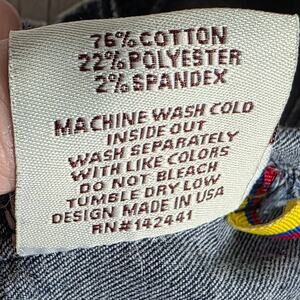 76% COTTON
22% POLYESTER
2% SPANDEX
MACHINE WASH COLD
INSIDE OUT
WASH SEPARATELY
WITH LIKE COLORS
DO NOT BLEACH
TUMBLE DRY LOW
DESIGN MADE IN USA
RN#142441